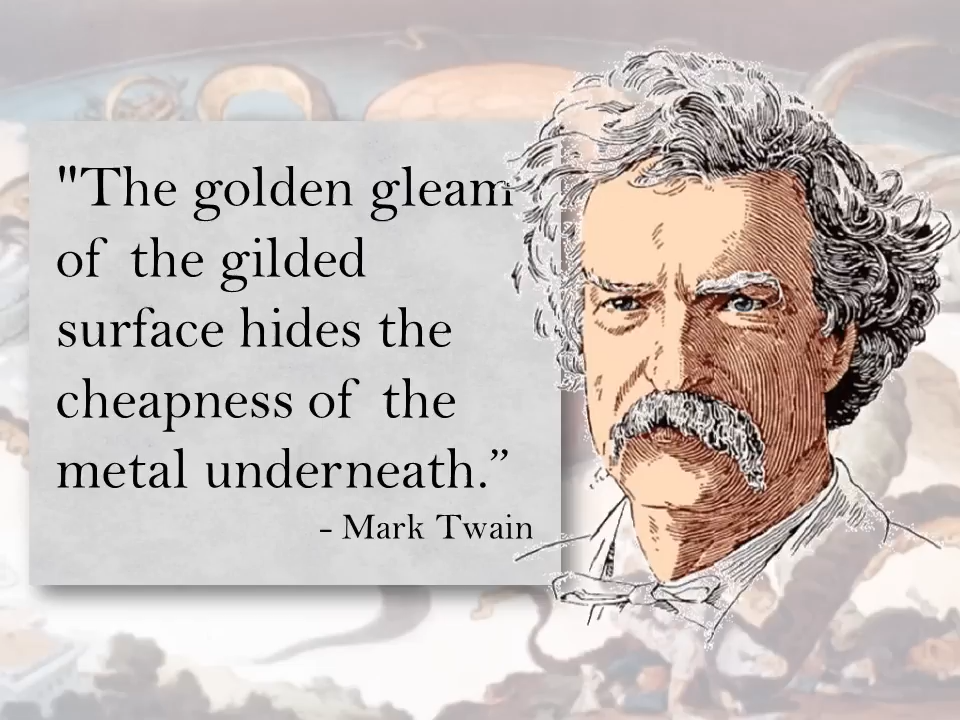 "The golden gleam
of the gilded
surface hides the
cheapness of the
metal underneath.”
- Mark Twain